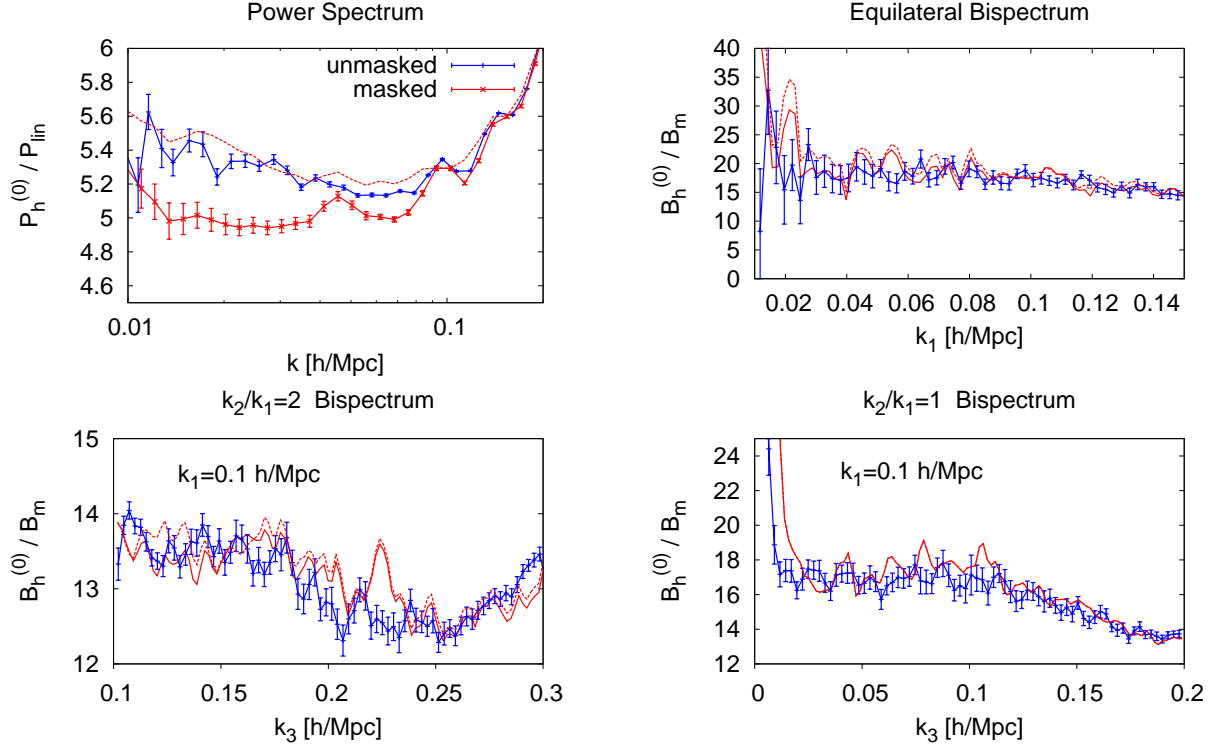 Power Spectrum
P_h^(0) / P_lin
6
5.8
5.6
5.4
5.2
5
4.8
4.6
unmasked
masked
0.01
0.1
k [h/Mpc]
Equilateral Bispectrum
B_h^(0) / B_m
40
35
30
25
20
15
10
5
0
0.02
0.04
0.06
0.08
0.1
0.12
0.14
k_1 [h/Mpc]
k_2/k_1=2 Bispectrum
B_h^(0) / B_m
15
14
13
12
k_1=0.1 h/Mpc
0.1
0.15
0.2
0.25
0.3
k_3 [h/Mpc]
k_2/k_1=1 Bispectrum
B_h^(0) / B_m
24
22
20
18
16
14
12
k_1=0.1 h/Mpc
0
0.05
0.1
0.15
0.2
k_3 [h/Mpc]